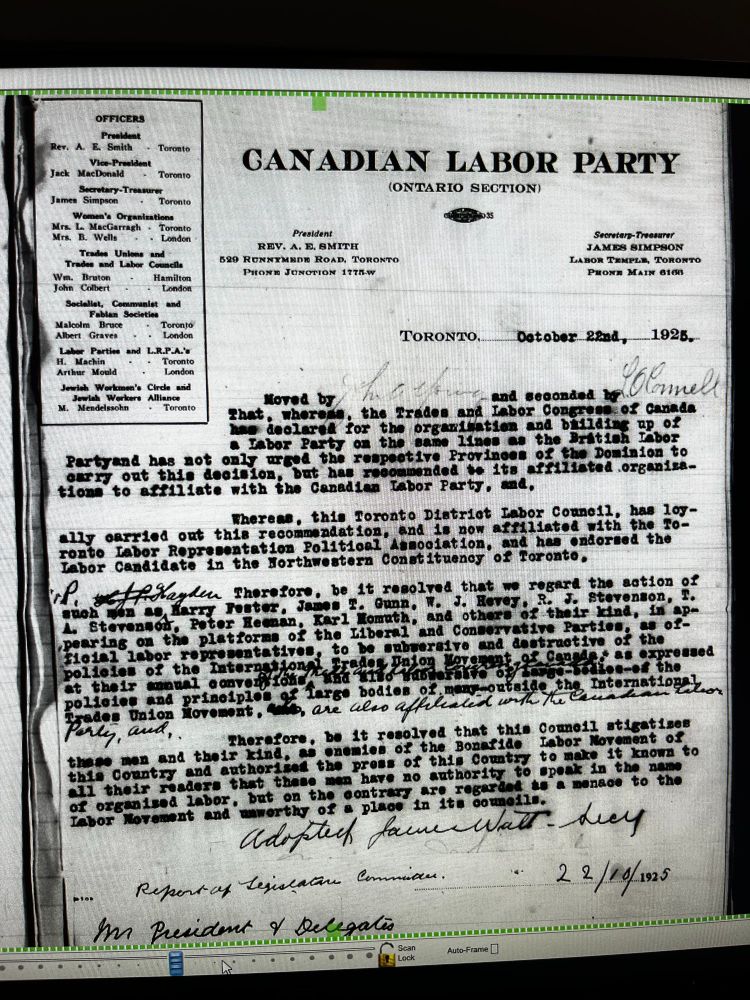 OFFICERS
President
Rev. A. E. Smith - Toronto
Vice-President
Jack MacDonald - Toronto
Secretary-Treasurer
James Simpson - Toronto
Women's Organizations
Mrs. L. MacGarragh - Toronto
Mrs. B. Wells - - London
Trades Unions and
Trades and Labor Councils
Wm. Bruton Hamilton
John Colbert - - London
Socialist, Communist and
Fabian Societies
Malcolm Bruce - Toronto
Albert Graves - - London
Labor Parties and L.R.P.A.'s
H. Machin - - Toronto
Arthur Mould - - London
Jewish Workmen's Circle and
Jewish Workers Alliance
M. Mendelssohn - Toronto
CANADIAN LABOR PARTY
(ONTARIO SECTION)
35
President
REV. A. E. SMITH
529 RUNNYMEDE ROAD, TORONTO
PHONE JUNCTION 1775-W
Secretary-Treasurer
JAMES SIMPSON
LABOR TEMPLE, TORONTO
PHONE MAIN 6166
TORONTO, October 22nd, 1925.
Moved by John A Young and seconded by L O'Connell
That, whereas, the Trades and Labor Congress of Canada
has declared for the organization and building up of
a Labor Party on the same lines as the British Labor
Partyand has not only urged the respective Provinces of the Dominion to
carry out this decision, but has recommended to its affiliated organiza-
tions to affiliate with the Canadian Labor Party, and,
Whereas, this Toronto District Labor Council, has loy-
ally carried out this recommendation, and is now affiliated with the To-
ronto Labor Representation Political Association, and has endorsed the
Labor Candidate in the Northwestern Constituency of Toronto,
P. Hayden Therefore, be it resolved that we regard the action of
such men as Harry Fester, James T. Gunn, W. J. Hevey, R. J. Stevenson, T.
A. Stevenson, Peter Heenan, Karl Homuth, and others of their kind, in ap-
pearing on the platforms of the Liberal and Conservative Parties, as of-
ficial labor representatives, to be subversive and destructive of the
policies of the International Trades Union Movement of Canada, as expressed
at their annual conventions, and also subversive of large bodies of the
policies and principles of large bodies of many outside the International
Trades Union Movement, who, are also affiliated with the Canadian Labor
Party, and,
Therefore, be it resolved that this Council stigatizes
these men and their kind, as enemies of the Bonafide Labor Movement of
this Country and authorized the press of this Country to make it known to
all their readers that these men have no authority to speak in the name
of organized labor, but on the contrary are regarded as a menace to the
Labor Movement and unworthy of a place in its councils.
Adopted James Watt - Secy
Report of Legislature Committee.
22/10/1925
Mr President & Delegates
Scan
Lock
Auto-Frame